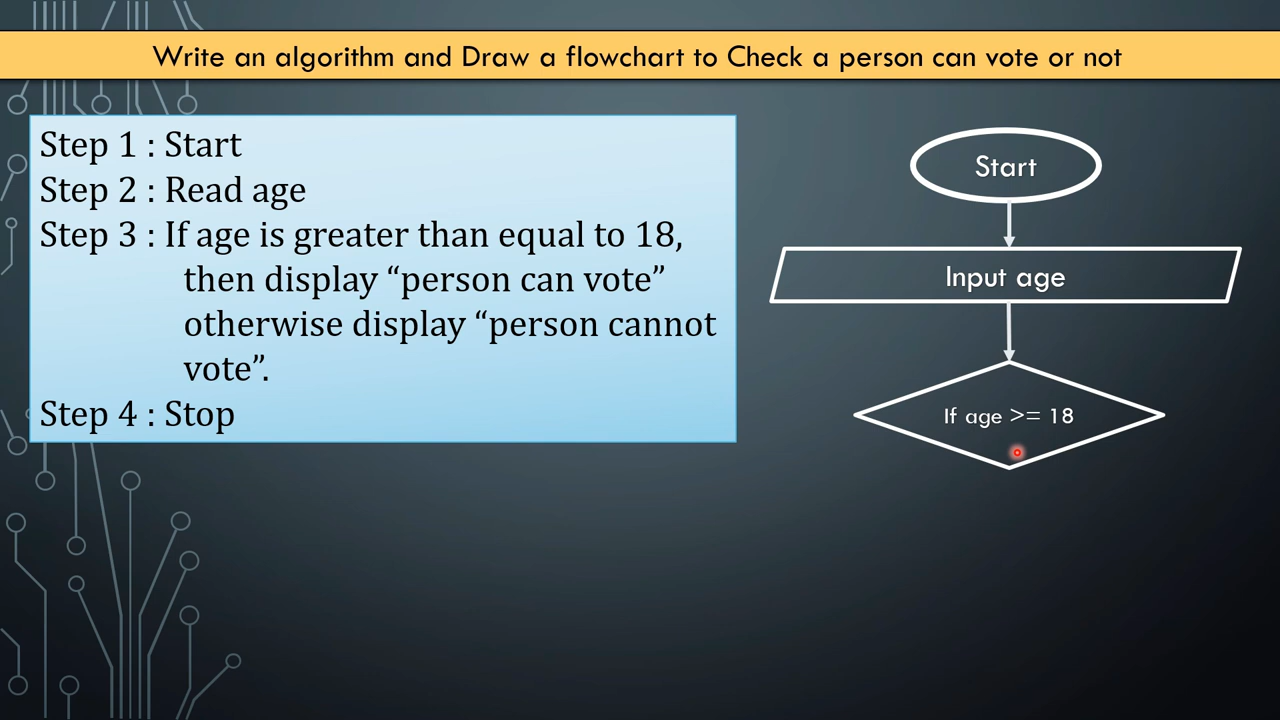 Write an algorithm and Draw a flowchart to Check a person can vote or not
Step 1 : Start
Step 2 : Read age
Step 3 : If age is greater than equal to 18,
then display “person can vote”
otherwise display “person cannot
vote”.
Step 4 : Stop
Start
Input age
If age >= 18